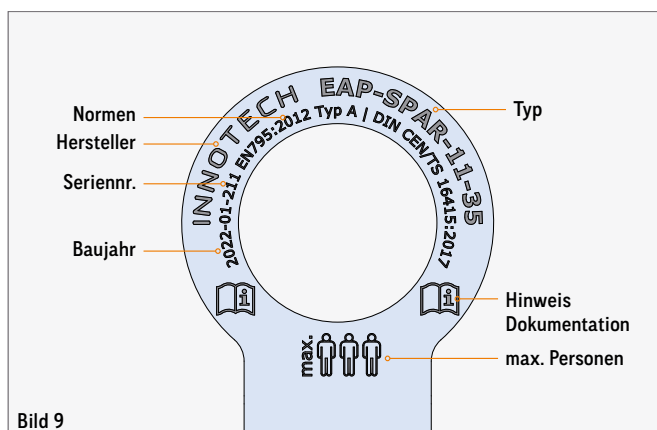 INNOTECH EAP-SPAR-11-35
2022-01-211 EN795:2012 Typ A | DIN CEN/TS 16415:2017
Normen
Hersteller
Seriennr.
Baujahr
Typ
Hinweis
Dokumentation
max. Personen
max.
Bild 9